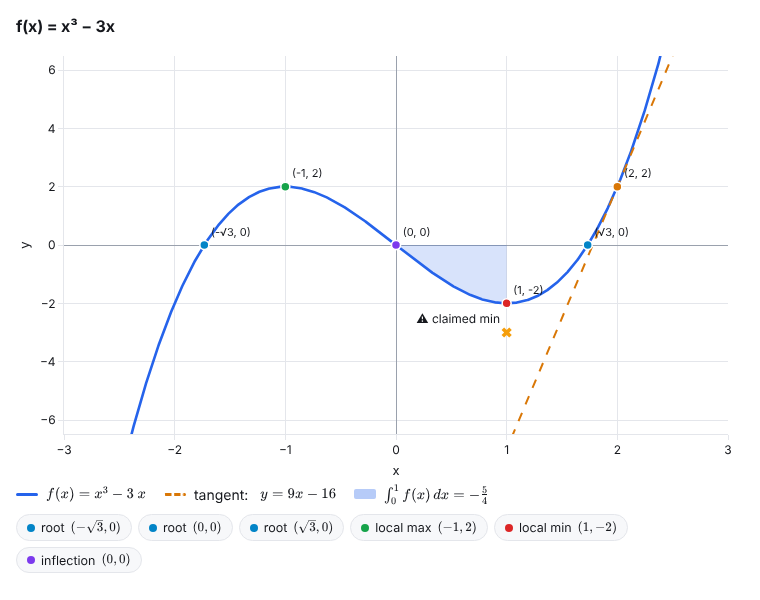 f(x) = x³ − 3x
6
4
2
0
−2
−4
−6
y
(-1, 2)
(-√3, 0)
(0, 0)
(1, -2)
(√3, 0)
(2, 2)
⚠ claimed min
−3
−2
−1
0
1
2
3
x
f(x) = x³ − 3 x
tangent: y = 9x − 16
∫₀¹ f(x) dx = −5/4
root (−√3, 0)
root (0, 0)
root (√3, 0)
local max (−1, 2)
local min (1, −2)
inflection (0, 0)